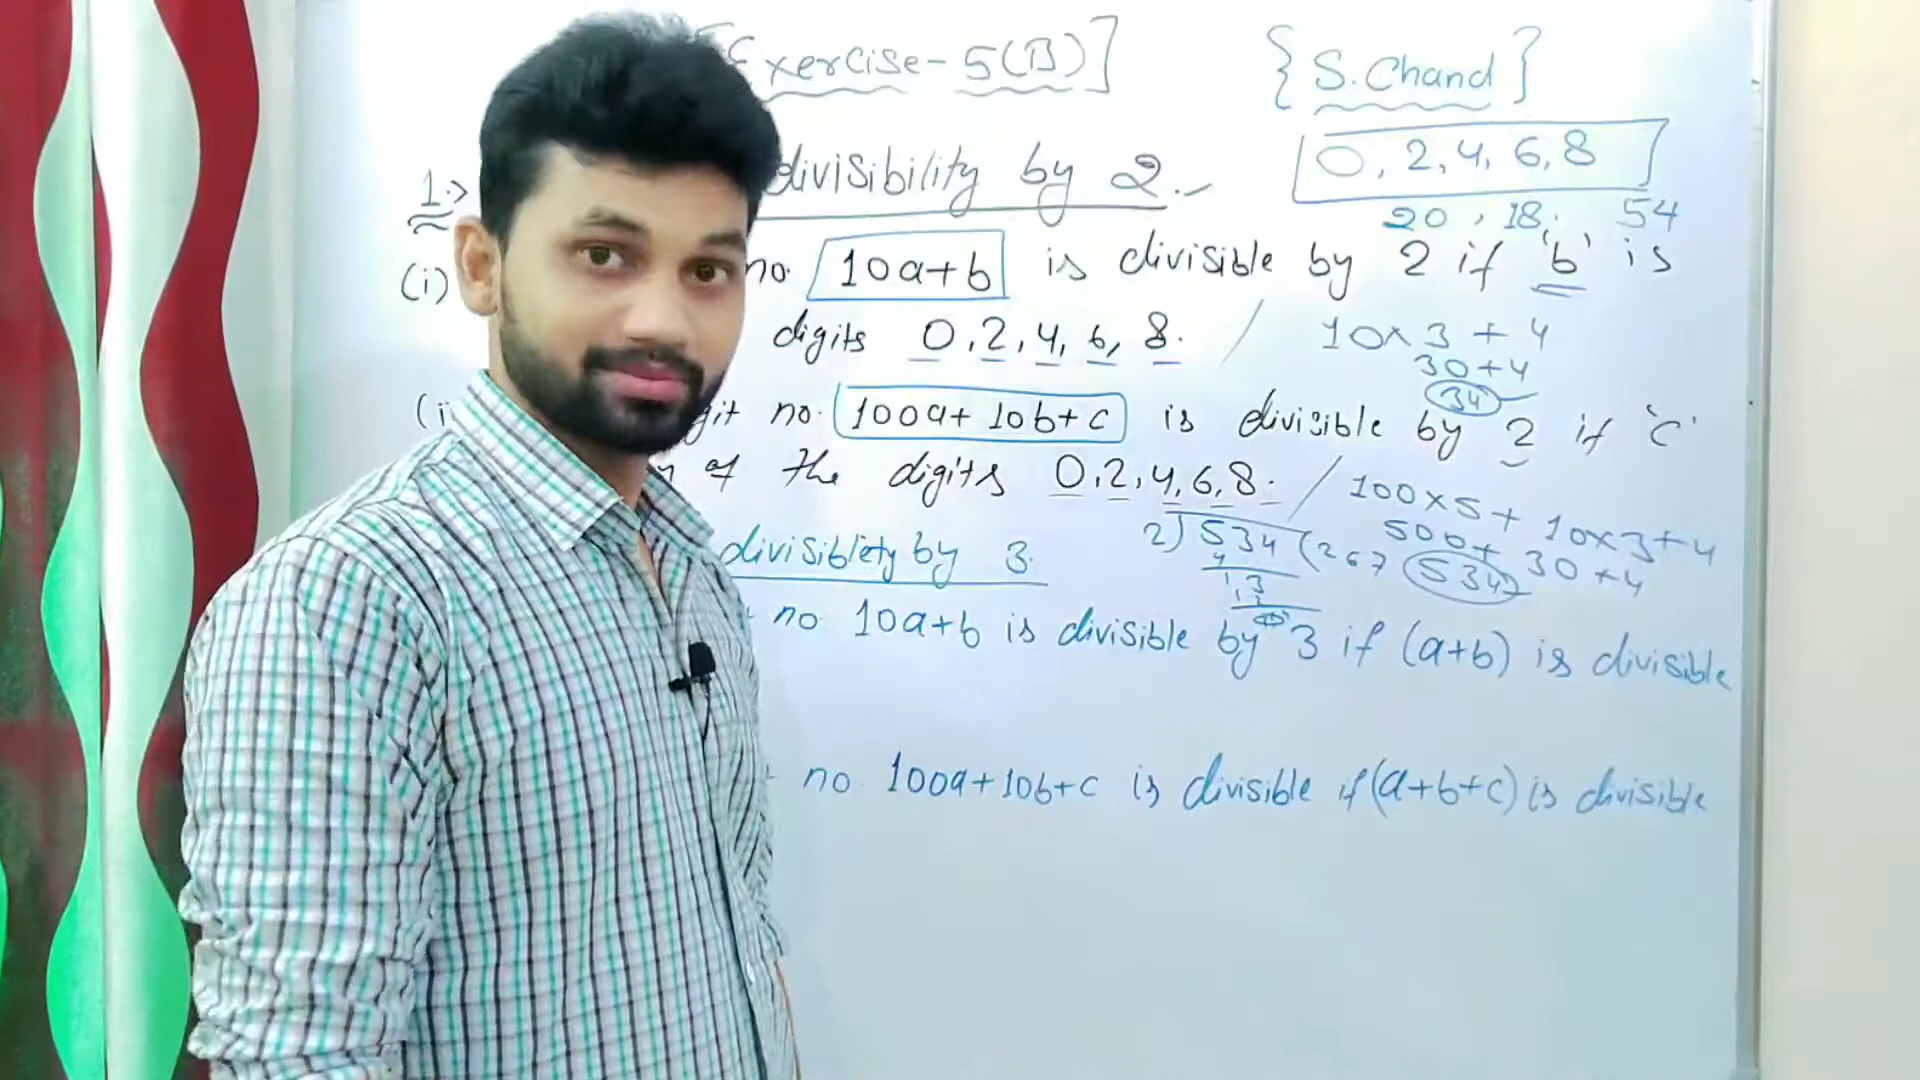 Exercise-5(B)] { S.Chand }
0, 2, 4, 6, 8
1.> divisibility by 2.
20, 18, 54
(i) no. 10a+b is divisible by 2 if 'b' is
digits 0,2,4,6,8.
10×3+4
30+4
34
no. 100a+10b+c is divisible by 2 if 'c'
of the digits 0,2,4,6,8.
100×5+10×3+4
500+30+4
534
2)534(267
4
13
divisiblety by 3.
no. 10a+b is divisible by 3 if (a+b) is divisible
no. 100a+10b+c is divisible if (a+b+c) is divisible